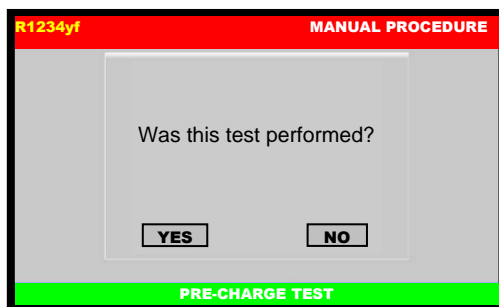 R1234yf MANUAL PROCEDURE
Was this test performed?
YES NO
PRE-CHARGE TEST